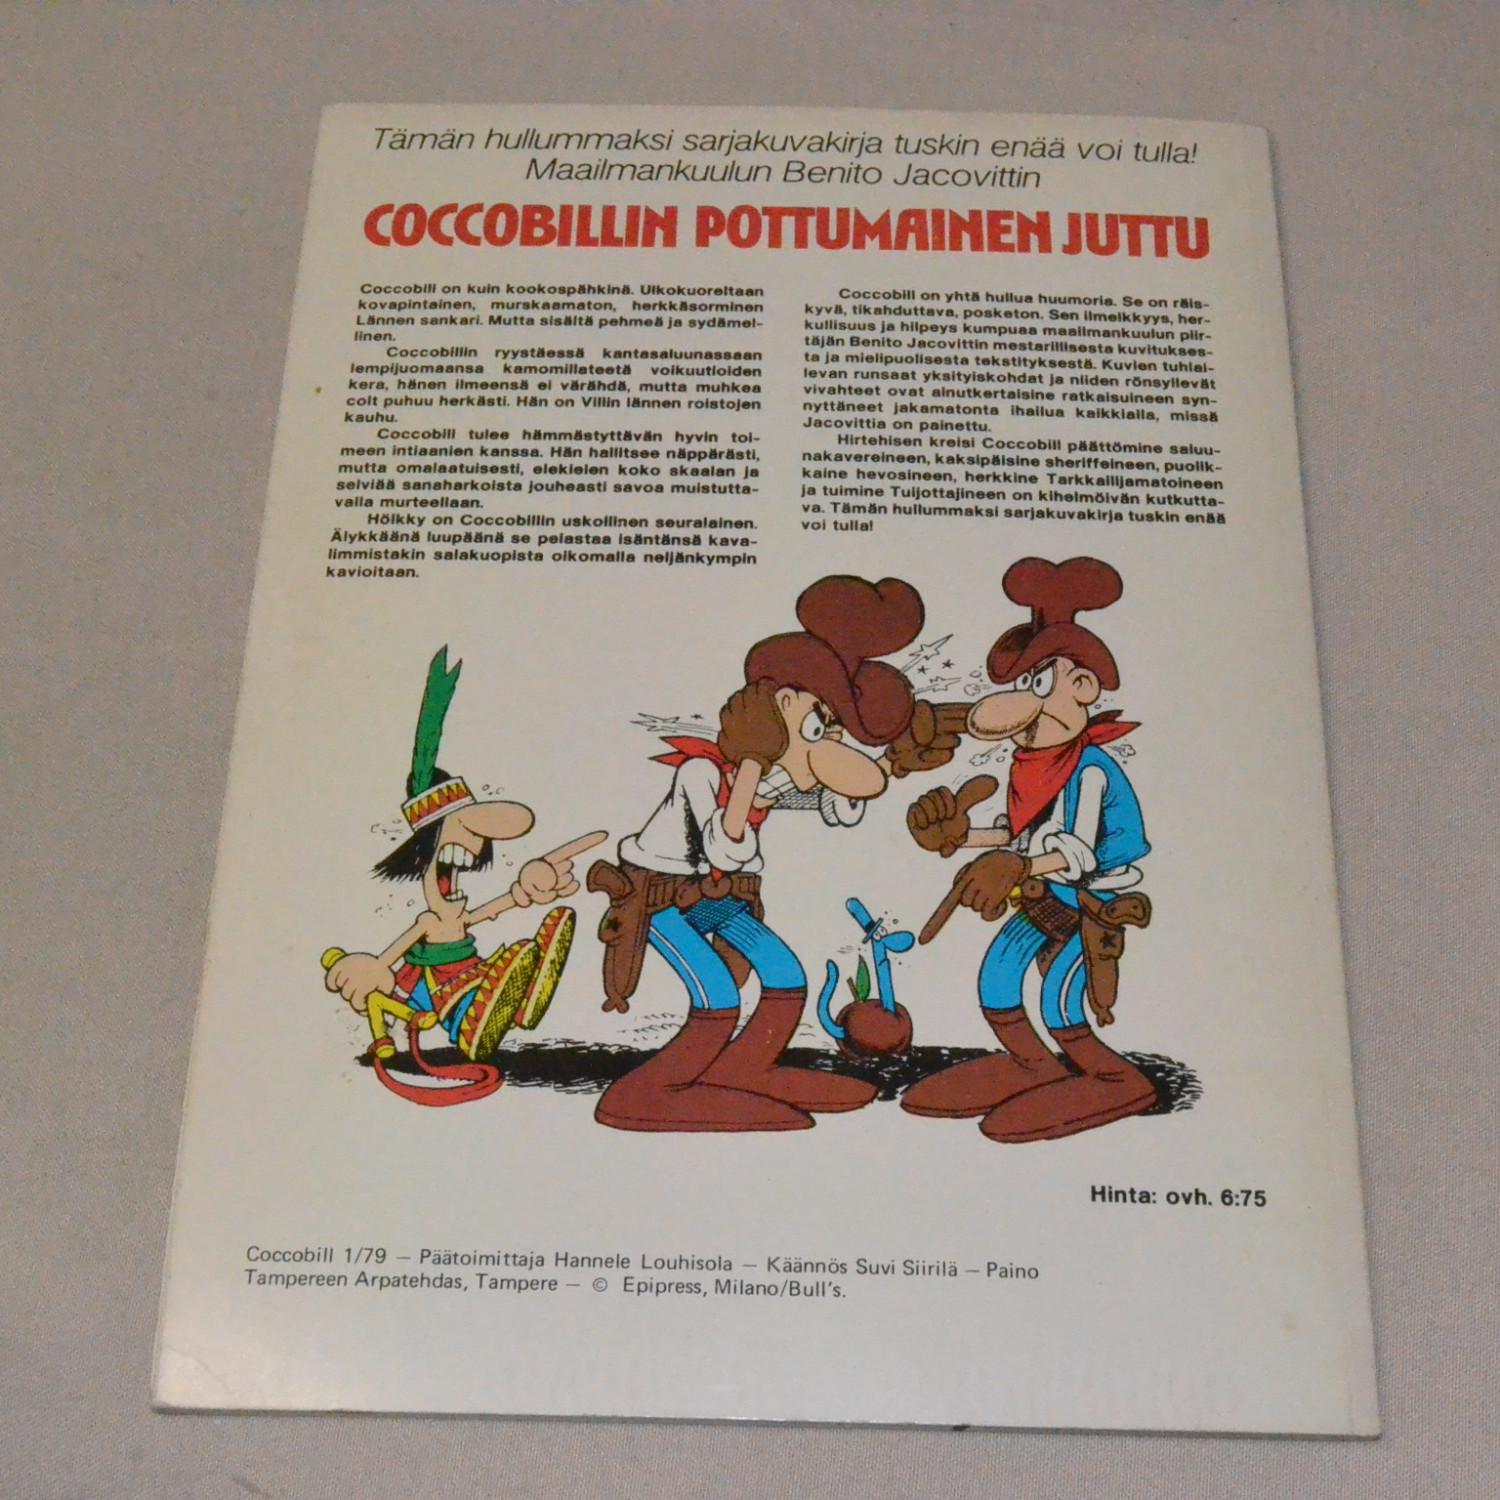 Tämän hullummaksi sarjakuvakirja tuskin enää voi tulla!
Maailmankuulun Benito Jacovittin
COCCOBILLIN POTTUMAINEN JUTTU
Coccobill on kuin kookospähkinä. Ulkokuoreltaan
kovapintainen, murskaamaton, herkkäsorminen
Lännen sankari. Mutta sisältä pehmeä ja sydämel-
linen.
Coccobillin ryystäessä kantasaluunassaan
lempijuomaansa kamomillateetä voikuutioiden
kera, hänen ilmeensä ei värähdä, mutta muhkea
colt puhuu herkästi. Hän on Villin lännen roistojen
kauhu.
Coccobill tulee hämmästyttävän hyvin toi-
meen intiaanien kanssa. Hän hallitsee näppärästi,
mutta omalaatuisesti, elekielen koko skaalan ja
selviää sanaharkoista jouheasti savoa muistutta-
valla murteellaan.
Hölkky on Coccobillin uskollinen seuralainen.
Älykkäänä luupäänä se pelastaa isäntänsä kava-
limmistakin salakuopista oikomalla neljänkympin
kavioitaan.
Coccobill on yhtä hullua huumoria. Se on räis-
kyvä, tikahduttava, posketon. Sen ilmeikkyys, her-
kullisuus ja hilpeys kumpuaa maailmankuulun piir-
täjän Benito Jacovittin mestarillisesta kuvitukses-
ta ja mielipuolisesta tekstityksestä. Kuvien tuhlai-
levan runsaat yksityiskohdat ja niiden rönsyilevät
vivahteet ovat ainutkertaisine ratkaisuineen syn-
nyttäneet jakamatonta ihailua kaikkialla, missä
Jacovittia on painettu.
Hirtehisen kreisi Coccobill päättömine saluu-
nakavereineen, kaksipäisine sheriffeineen, puolik-
kaine hevosineen, herkkine Tarkkailijamatoineen
ja tuimine Tuijottajineen on kihelmöivän kutkutta-
va. Tämän hullummaksi sarjakuvakirja tuskin enää
voi tulla!
Hinta: ovh. 6:75
Coccobill 1/79 — Päätoimittaja Hannele Louhisola — Käännös Suvi Siirilä — Paino
Tampereen Arpatehdas, Tampere — © Epipress, Milano/Bull's.